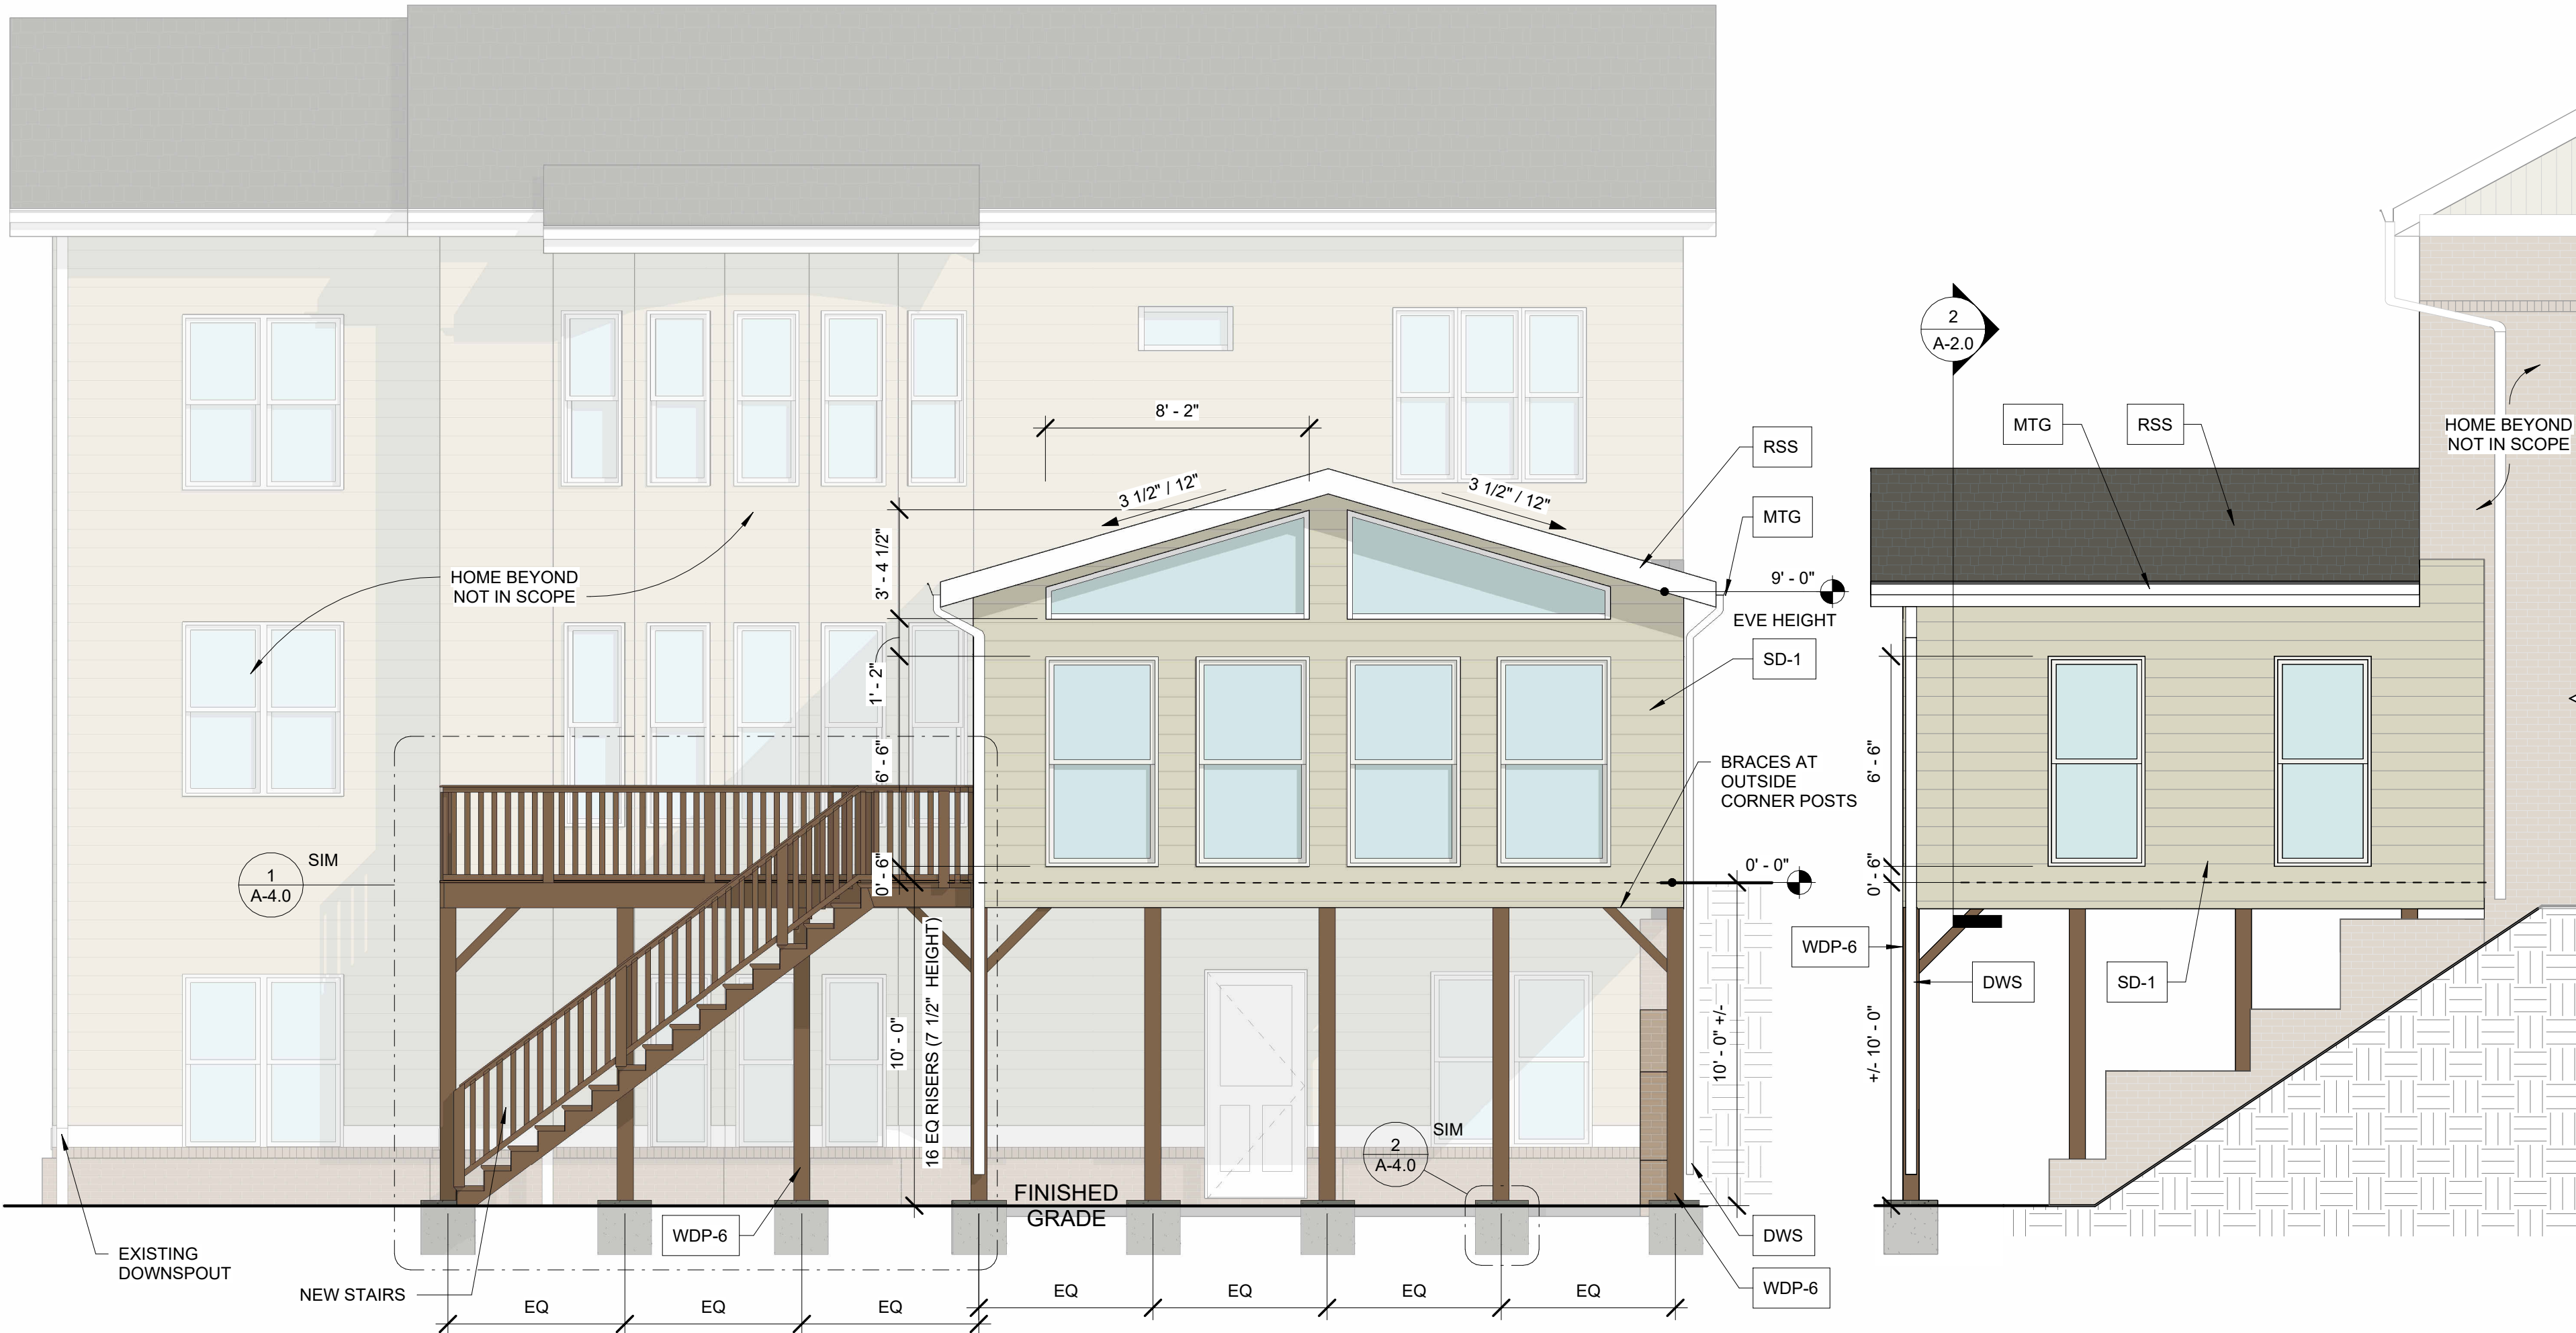 8' - 2"
3 1/2" / 12"
3 1/2" / 12"
RSS
MTG
9' - 0"
EVE HEIGHT
SD-1
3' - 4 1/2"
1' - 2"
6' - 6"
0' - 6"
HOME BEYOND
NOT IN SCOPE
BRACES AT
OUTSIDE
CORNER POSTS
0' - 0"
1
A-4.0
SIM
10' - 0"
16 EQ RISERS (7 1/2" HEIGHT)
10' - 0" +/-
2
A-4.0
SIM
FINISHED
GRADE
WDP-6
DWS
WDP-6
EXISTING
DOWNSPOUT
NEW STAIRS
EQ
EQ
EQ
EQ
EQ
EQ
EQ
2
A-2.0
MTG
RSS
HOME BEYOND
NOT IN SCOPE
6' - 6"
0' - 6"
WDP-6
DWS
SD-1
+/- 10' - 0"